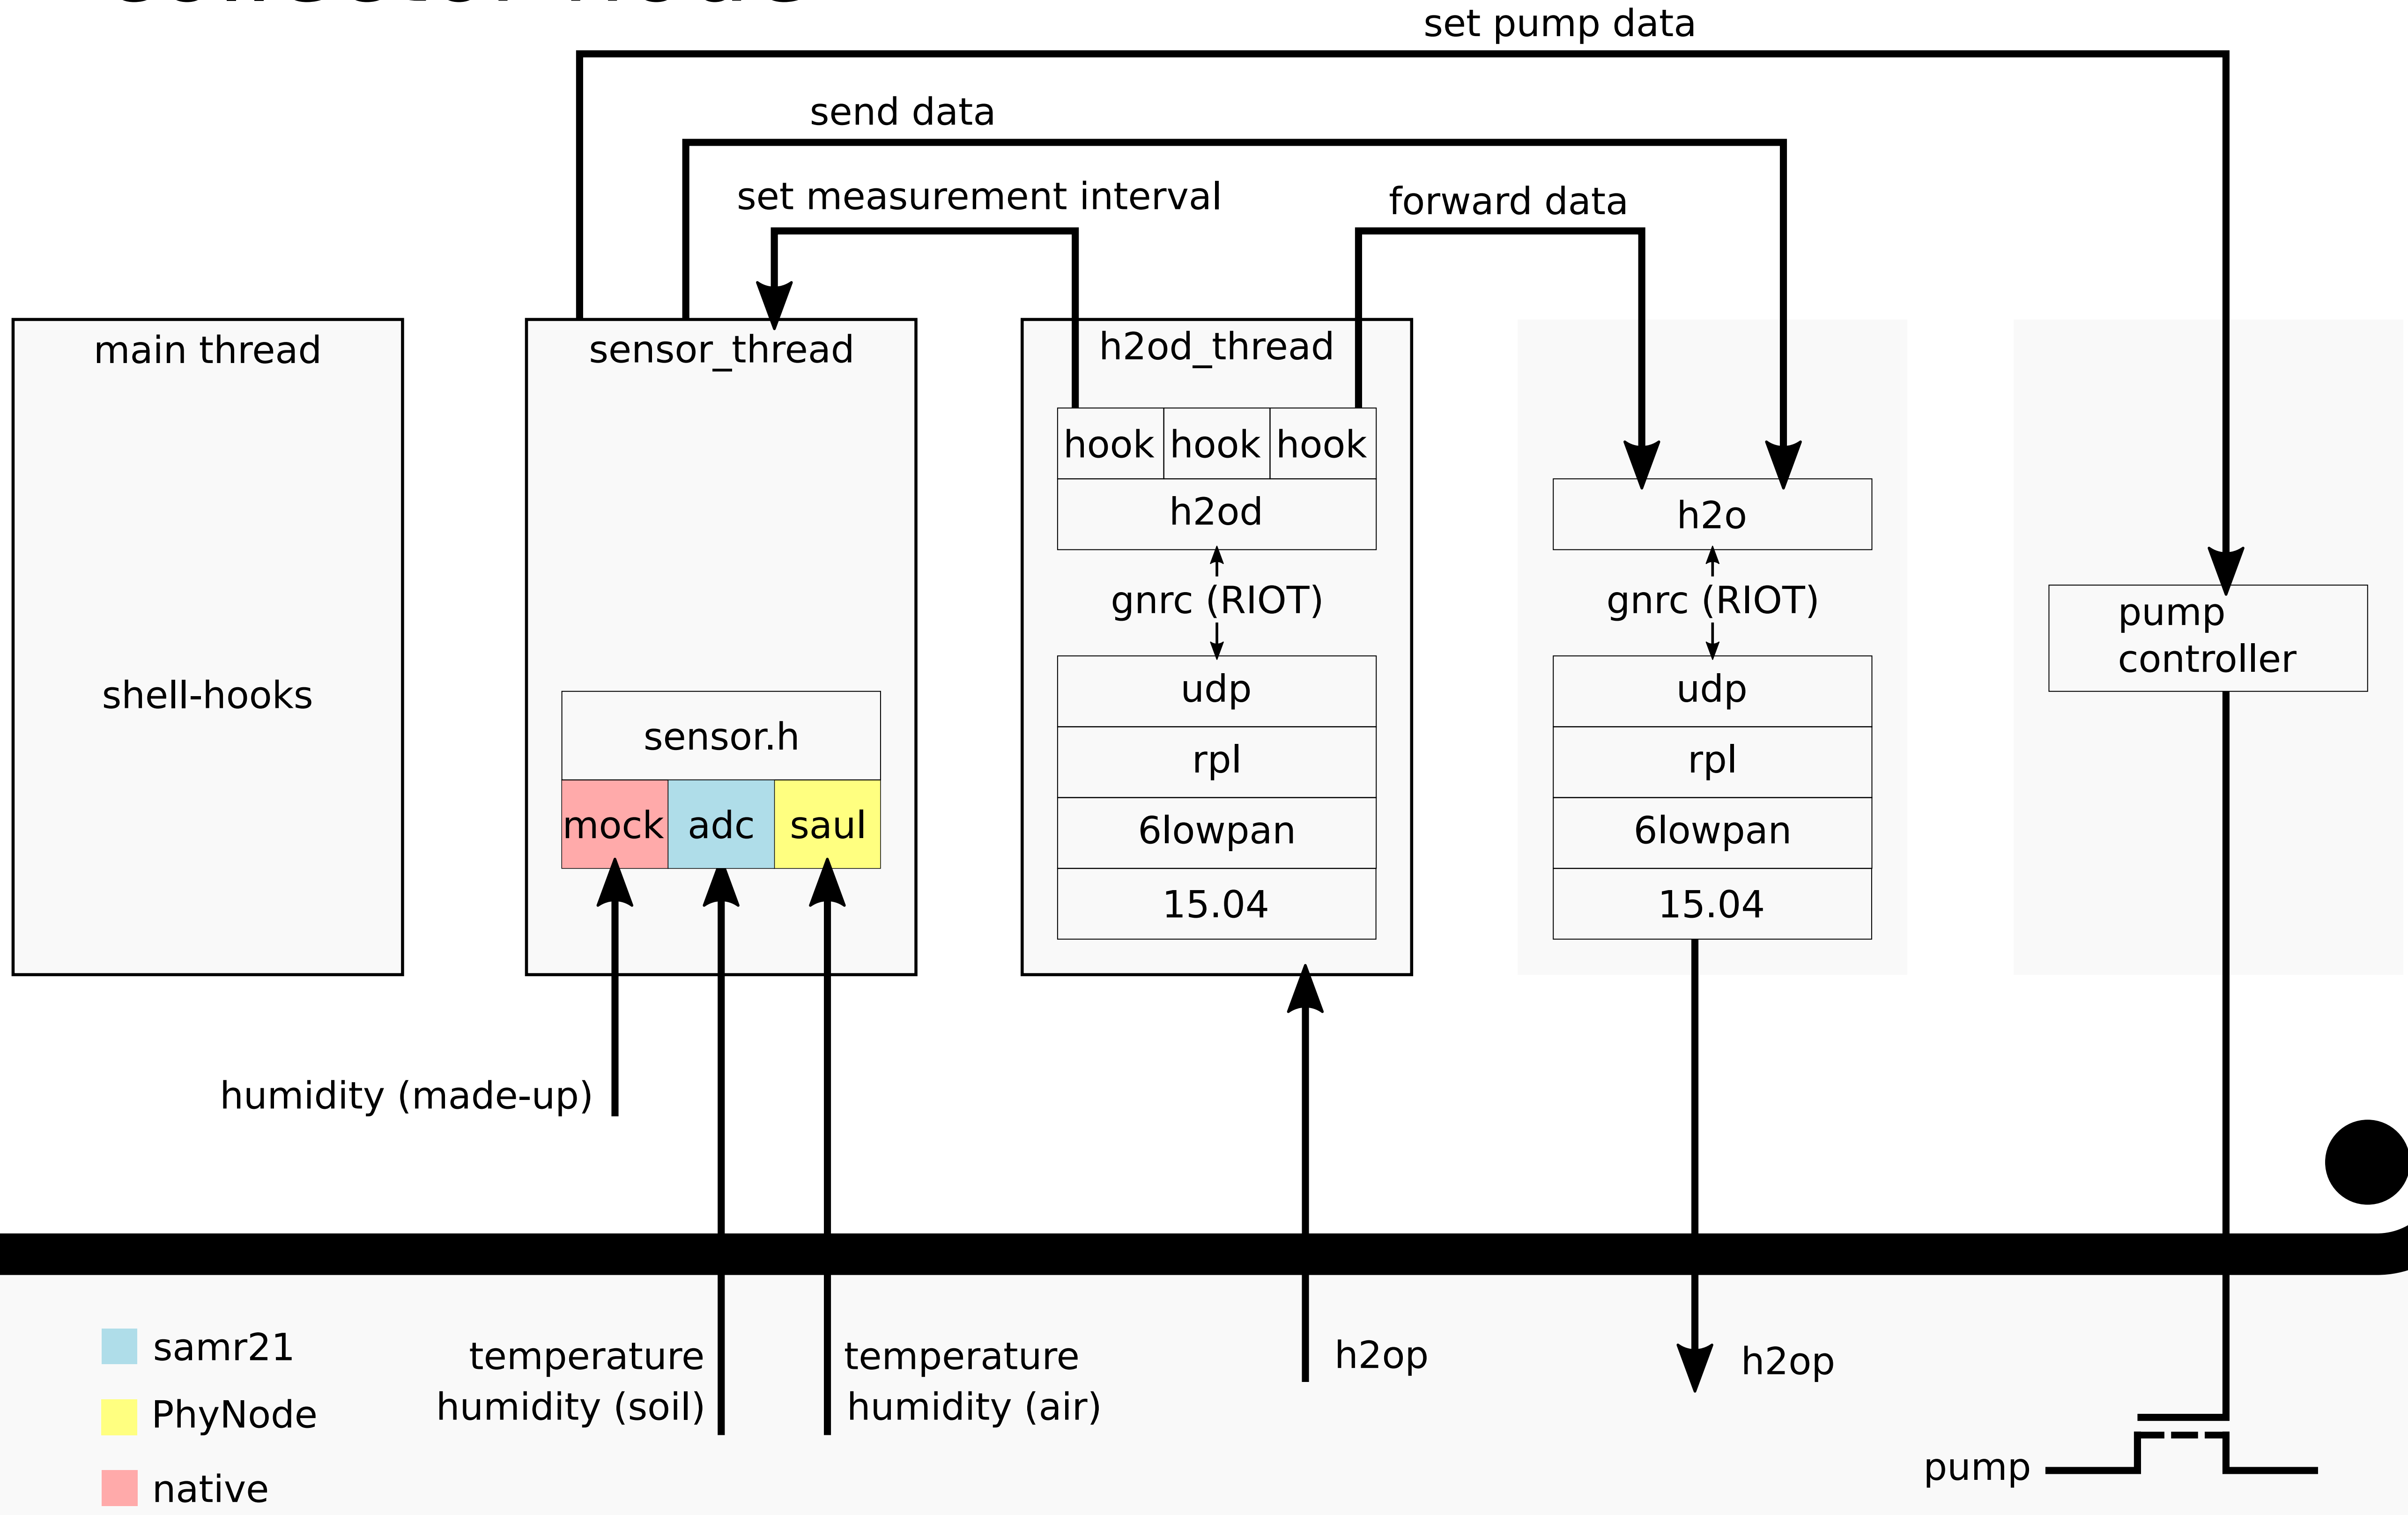 set pump data
send data
set measurement interval
forward data
main thread
shell-hooks
sensor_thread
sensor.h
mock
adc
saul
h2od_thread
hook
hook
hook
h2od
gnrc (RIOT)
udp
rpl
6lowpan
15.04
h2o
gnrc (RIOT)
udp
rpl
6lowpan
15.04
pump
controller
humidity (made-up)
samr21
PhyNode
native
temperature
humidity (soil)
temperature
humidity (air)
h2op
h2op
pump